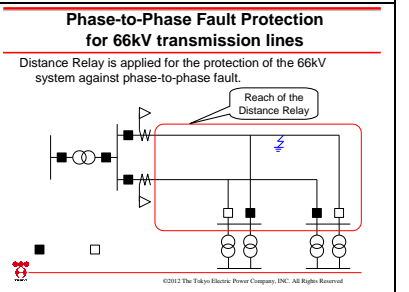 Phase-to-Phase Fault Protection
for 66kV transmission lines
Distance Relay is applied for the protection of the 66kV
system against phase-to-phase fault.
Reach of the
Distance Relay
©2012 The Tokyo Electric Power Company, INC. All Rights Reserved